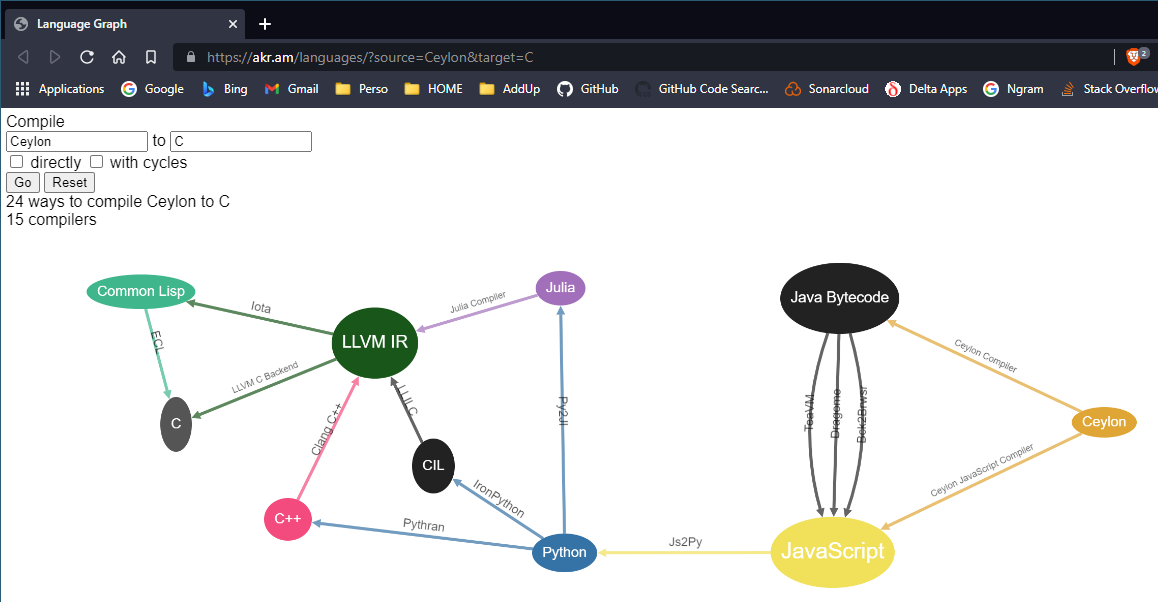 Language Graph
https://akr.am/languages/?source=Ceylon&target=C
2
Applications Google Bing Gmail Perso HOME AddUp GitHub GitHub Code Searc... Sonarcloud Delta Apps Ngram Stack Overflow
Compile
Ceylon to C
directly with cycles
Go Reset
24 ways to compile Ceylon to C
15 compilers
Common Lisp
Iota
Julia Compiler
Julia
Java Bytecode
ECL
LLVM IR
LLVM C Backend
Ceylon Compiler
C
Clang C++
LLILC
Py2Jl
TeaVM
Dragome
Bck2Brwsr
Ceylon
CIL
IronPython
Ceylon JavaScript Compiler
C++
Pythran
Python
Js2Py
JavaScript